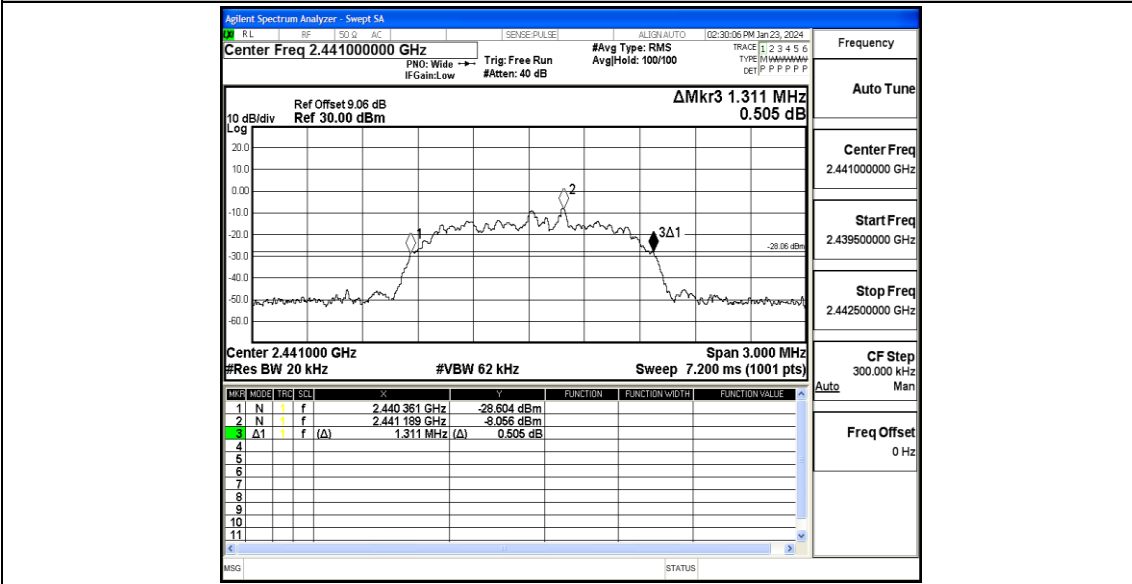 Agilent Spectrum Analyzer - Swept SA
RL RF 50 Ω AC SENSE:PULSE ALIGN AUTO 02:30:06 PM Jan 23, 2024
Center Freq 2.441000000 GHz
#Avg Type: RMS
Avg|Hold: 100/100
PNO: Wide
IFGain:Low
Trig: Free Run
#Atten: 40 dB
TRACE 1 2 3 4 5 6
TYPE M WWWWW
DET P P P P P P
ΔMkr3 1.311 MHz
0.505 dB
Ref Offset 9.06 dB
10 dB/div Ref 30.00 dBm
Log
20.0
10.0
0.00
-10.0
-20.0
-30.0
-40.0
-50.0
-60.0
1
2
3Δ1
-28.06 dBm
Center 2.441000 GHz Span 3.000 MHz
#Res BW 20 kHz #VBW 62 kHz Sweep 7.200 ms (1001 pts)
MKR MODE TRC SCL X Y FUNCTION FUNCTION WIDTH FUNCTION VALUE
1 N 1 f 2.440 361 GHz -28.604 dBm
2 N 1 f 2.441 189 GHz -8.056 dBm
3 Δ1 1 f (Δ) 1.311 MHz (Δ) 0.505 dB
4
5
6
7
8
9
10
11
MSG STATUS
Frequency
Auto Tune
Center Freq
2.441000000 GHz
Start Freq
2.439500000 GHz
Stop Freq
2.442500000 GHz
CF Step
300.000 kHz
Auto Man
Freq Offset
0 Hz